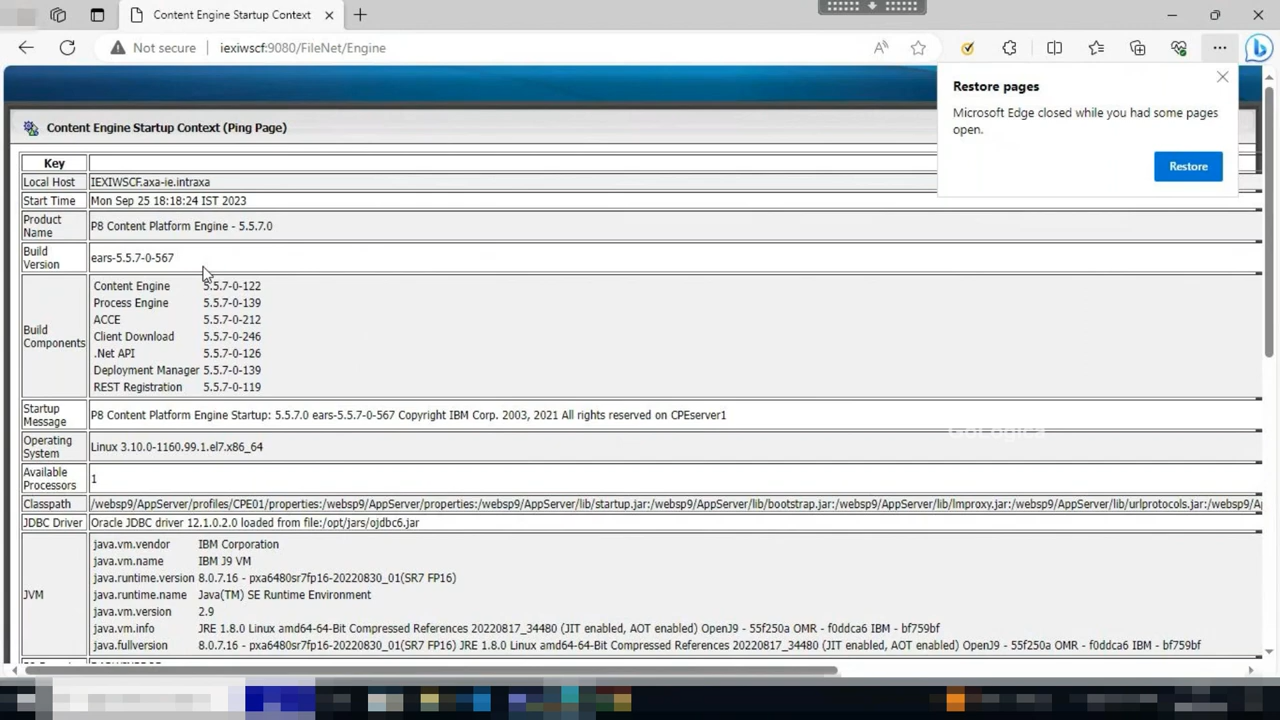 Content Engine Startup Context
Not secure
iexiwscf:9080/FileNet/Engine
Restore pages
Microsoft Edge closed while you had some pages
open.
Restore
Content Engine Startup Context (Ping Page)
Key
Local Host IEXIWSCF.axa-ie.intraxa
Start Time Mon Sep 25 18:18:24 IST 2023
Product
Name
P8 Content Platform Engine - 5.5.7.0
Build
Version
ears-5.5.7-0-567
Build
Components
Content Engine 5.5.7-0-122
Process Engine 5.5.7-0-139
ACCE 5.5.7-0-212
Client Download 5.5.7-0-246
.Net API 5.5.7-0-126
Deployment Manager 5.5.7-0-139
REST Registration 5.5.7-0-119
Startup
Message
P8 Content Platform Engine Startup: 5.5.7.0 ears-5.5.7-0-567 Copyright IBM Corp. 2003, 2021 All rights reserved on CPEserver1
GoLogica
Operating
System
Linux 3.10.0-1160.99.1.el7.x86_64
Available
Processors
1
Classpath /websp9/AppServer/profiles/CPE01/properties:/websp9/AppServer/properties:/websp9/AppServer/lib/startup.jar:/websp9/AppServer/lib/bootstrap.jar:/websp9/AppServer/lib/lmproxy.jar:/websp9/AppServer/lib/urlprotocols.jar:/websp9/A
JDBC Driver Oracle JDBC driver 12.1.0.2.0 loaded from file:/opt/jars/ojdbc6.jar
JVM
java.vm.vendor IBM Corporation
java.vm.name IBM J9 VM
java.runtime.version 8.0.7.16 - pxa6480sr7fp16-20220830_01(SR7 FP16)
java.runtime.name Java(TM) SE Runtime Environment
java.vm.version 2.9
java.vm.info JRE 1.8.0 Linux amd64-64-Bit Compressed References 20220817_34480 (JIT enabled, AOT enabled) OpenJ9 - 55f250a OMR - f0ddca6 IBM - bf759bf
java.fullversion 8.0.7.16 - pxa6480sr7fp16-20220830_01(SR7 FP16) JRE 1.8.0 Linux amd64-64-Bit Compressed References 20220817_34480 (JIT enabled, AOT enabled) OpenJ9 - 55f250a OMR - f0ddca6 IBM - bf759bf